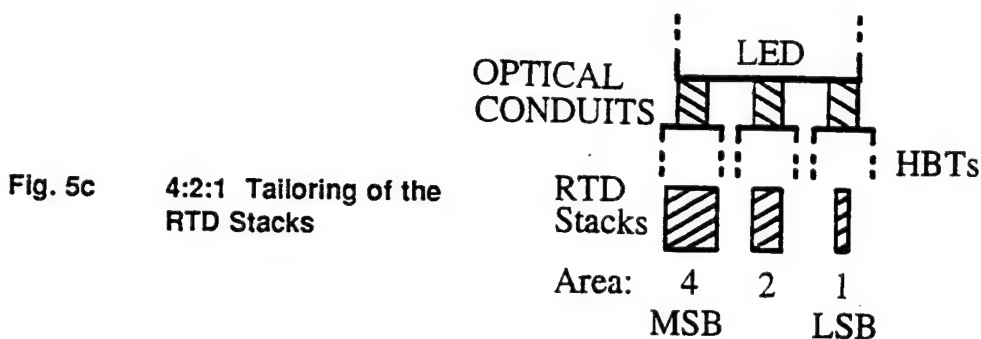 LED
OPTICAL
CONDUITS
HBTs
Fig. 5c 4:2:1 Tailoring of the
RTD Stacks
RTD
Stacks
Area: 4 2 1
MSB LSB